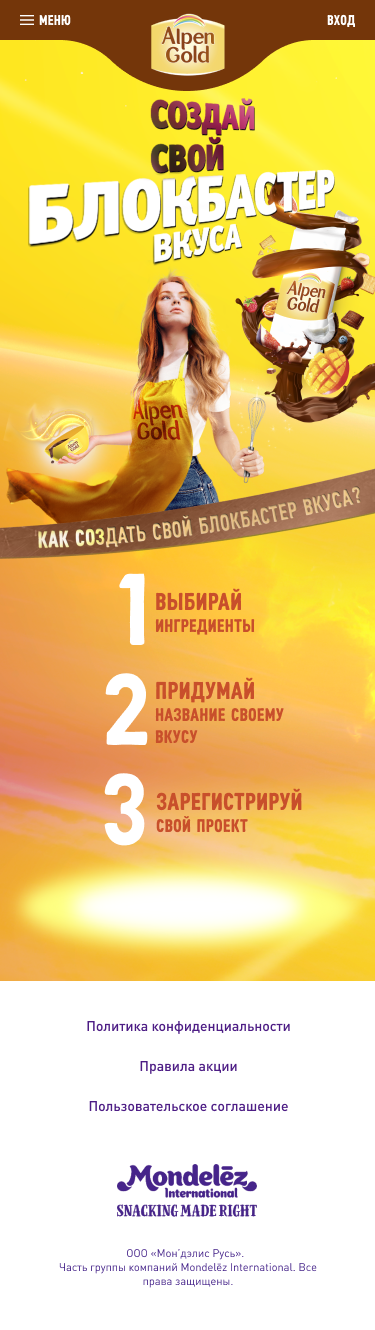 МЕНЮ
Alpen
Gold
ВХОД
СОЗДАЙ
СВОЙ
БЛОКБАСТЕР
ВКУСА
Alpen
Gold
Alpen
Gold
КАК СОЗДАТЬ СВОЙ БЛОКБАСТЕР ВКУСА?
1 ВЫБИРАЙ
ИНГРЕДИЕНТЫ
2 ПРИДУМАЙ
НАЗВАНИЕ СВОЕМУ
ВКУСУ
3 ЗАРЕГИСТРИРУЙ
СВОЙ ПРОЕКТ
Политика конфиденциальности
Правила акции
Пользовательское соглашение
Mondelēz
International
SNACKING MADE RIGHT
ООО «Мон'дэлис Русь».
Часть группы компаний Mondelēz International. Все
права защищены.